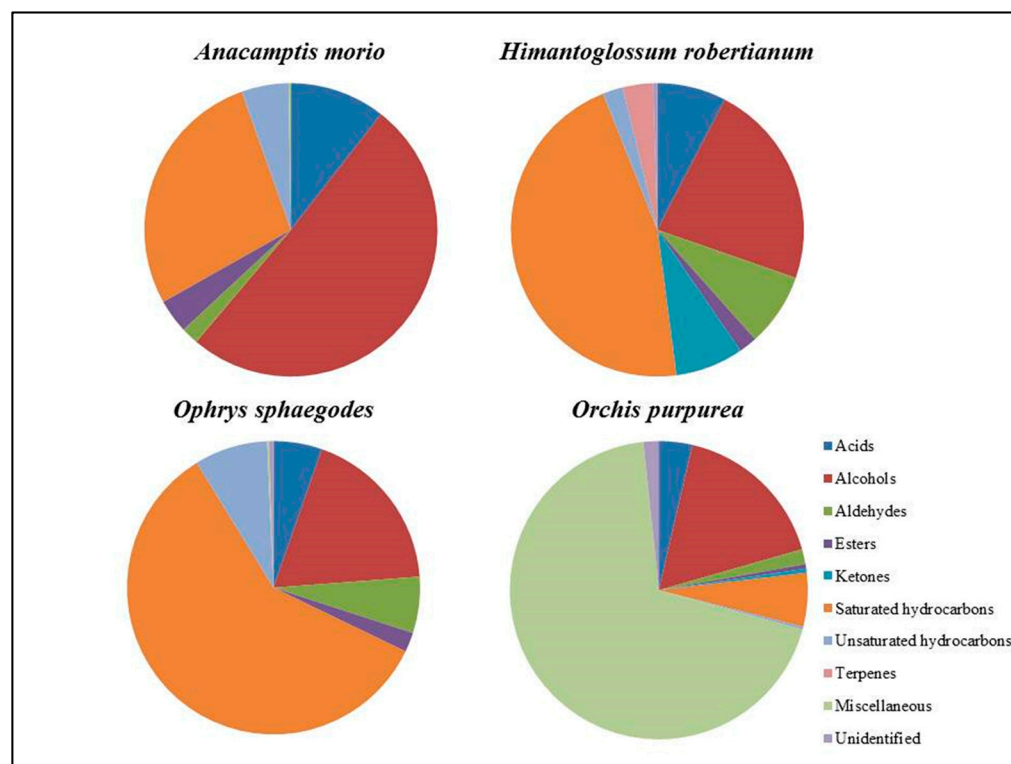 Anacamptis morio
Himantoglossum robertianum
Ophrys sphaegodes
Orchis purpurea
Acids
Alcohols
Aldehydes
Esters
Ketones
Saturated hydrocarbons
Unsaturated hydrocarbons
Terpenes
Miscellaneous
Unidentified